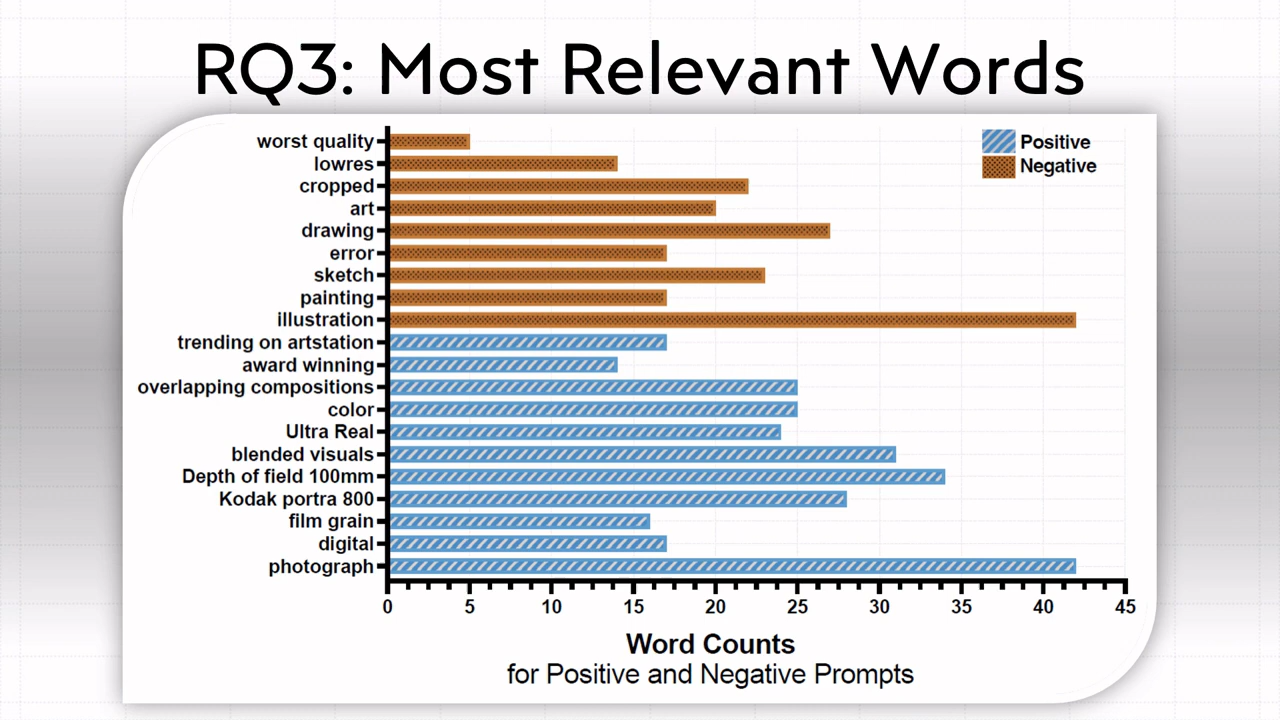 RQ3: Most Relevant Words
Positive
Negative
worst quality
lowres
cropped
art
drawing
error
sketch
painting
illustration
trending on artstation
award winning
overlapping compositions
color
Ultra Real
blended visuals
Depth of field 100mm
Kodak portra 800
film grain
digital
photograph
0 5 10 15 20 25 30 35 40 45
Word Counts
for Positive and Negative Prompts